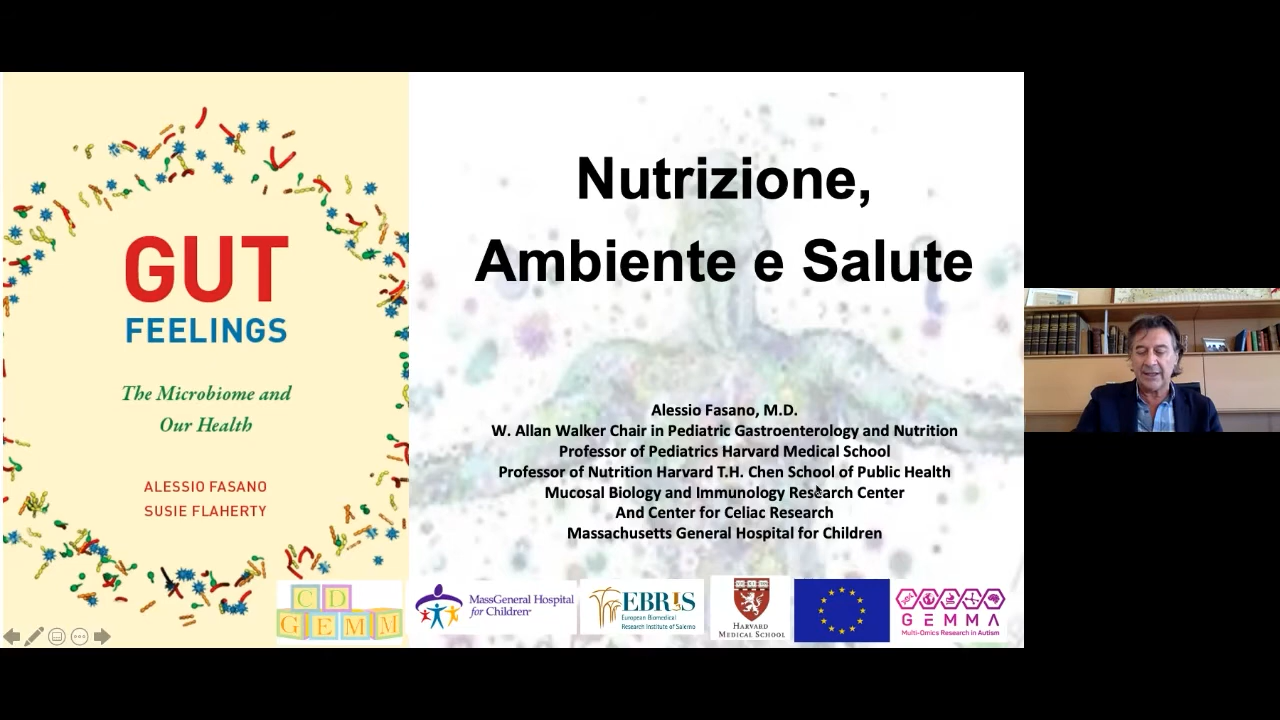 GUT
FEELINGS
The Microbiome and
Our Health
ALESSIO FASANO
SUSIE FLAHERTY
Nutrizione,
Ambiente e Salute
Alessio Fasano, M.D.
W. Allan Walker Chair in Pediatric Gastroenterology and Nutrition
Professor of Pediatrics Harvard Medical School
Professor of Nutrition Harvard T.H. Chen School of Public Health
Mucosal Biology and Immunology Research Center
And Center for Celiac Research
Massachusetts General Hospital for Children
CD
GEMM
MassGeneral Hospital
for Children
EBRIS
European Biomedical
Research Institute of Salerno
HARVARD
MEDICAL SCHOOL
GEMMA
Multi-Omics Research in Autism